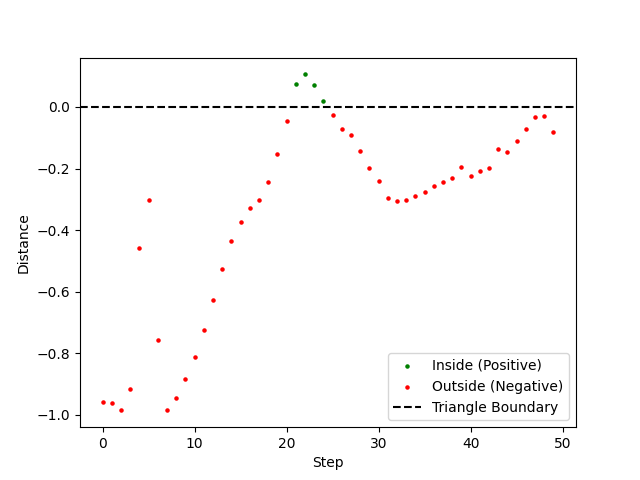 0.0
−0.2
−0.4
−0.6
−0.8
−1.0
Distance
0 10 20 30 40 50
Step
Inside (Positive)
Outside (Negative)
Triangle Boundary